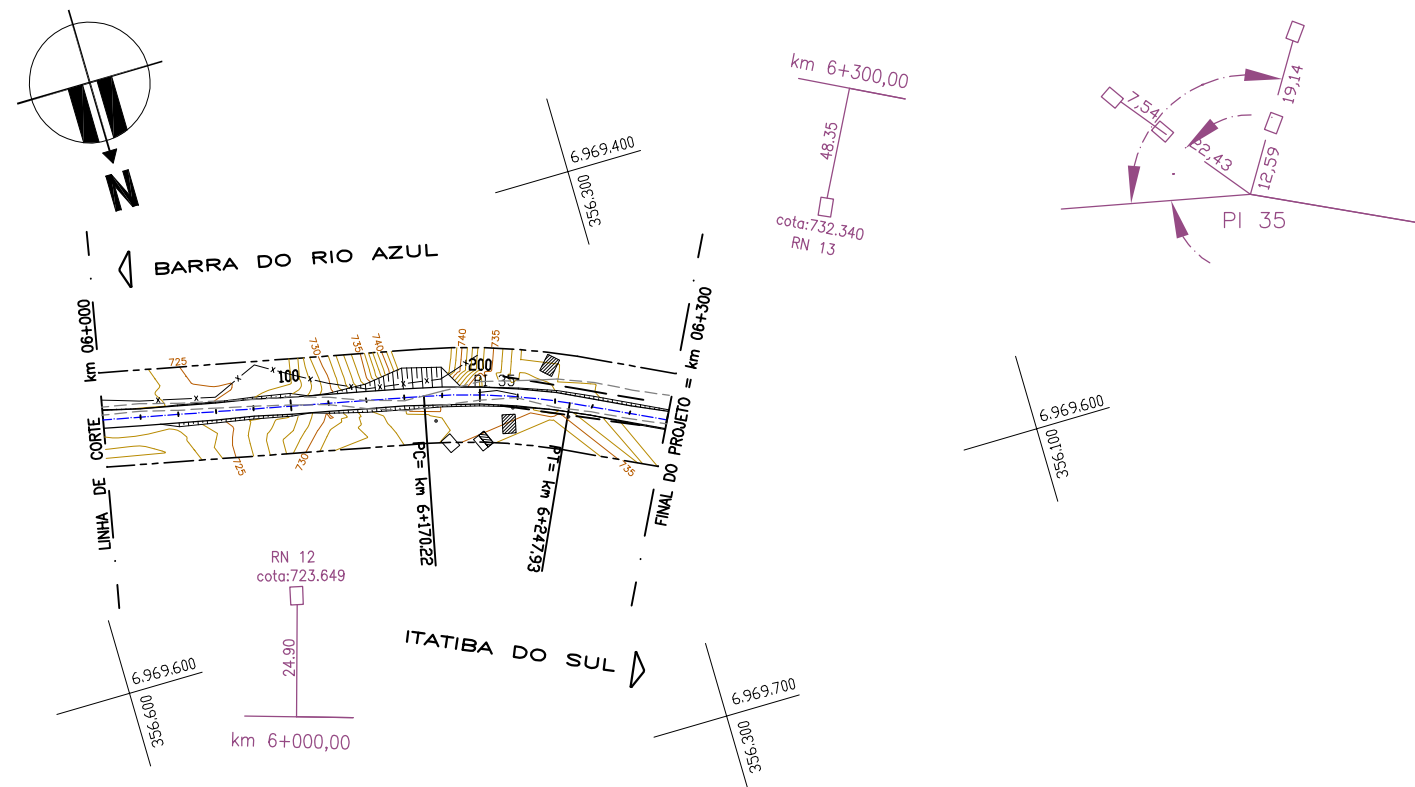 N
BARRA DO RIO AZUL
km 06+000
LINHA DE CORTE
725
730
735
740
740
735
100
200
PI 35
725
730
735
PC= km 6+170.22
PT= km 6+247.93
FINAL DO PROJETO = km 06+300
ITATIBA DO SUL
RN 12
cota:723.649
24.90
km 6+000,00
km 6+300,00
48.35
cota:732.340
RN 13
7,54
22,43
19,14
12,59
PI 35
6.969.400
356.300
6.969.600
356.100
6.969.600
356.600
6.969.700
356.300